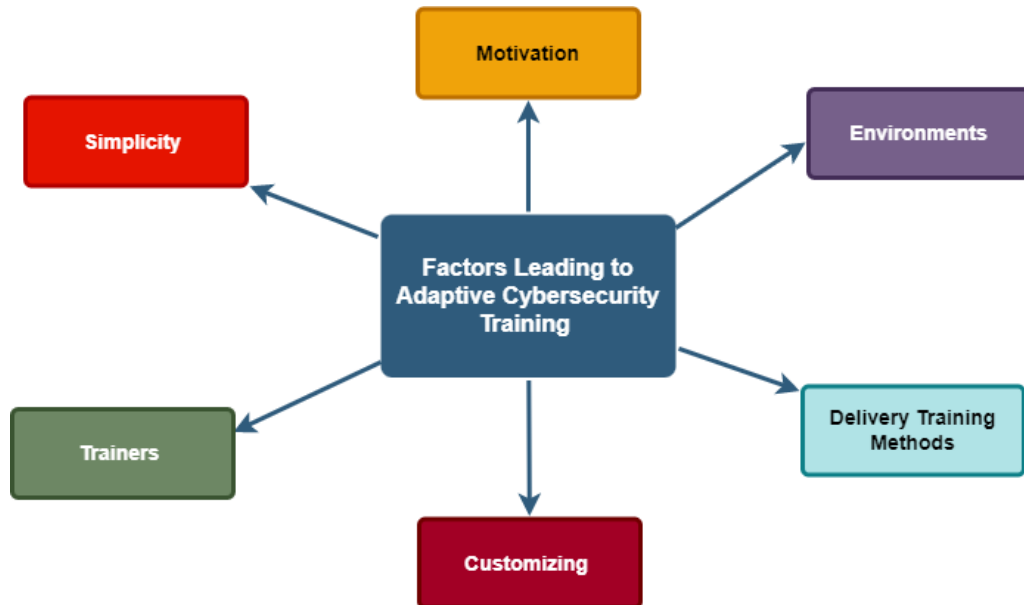 Motivation
Simplicity
Environments
Factors Leading to
Adaptive Cybersecurity
Training
Delivery Training
Methods
Trainers
Customizing